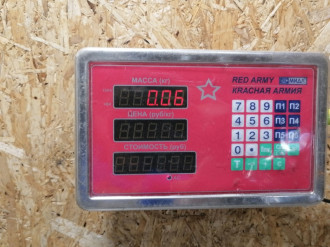 МАССА (кг)
0.06
ЦЕНА (руб/кг)
СТОИМОСТЬ (руб)
RED ARMY
КРАСНАЯ АРМИЯ
7 8 9 П1 П2
4 5 6 П3 П4
1 2 3 П5
0